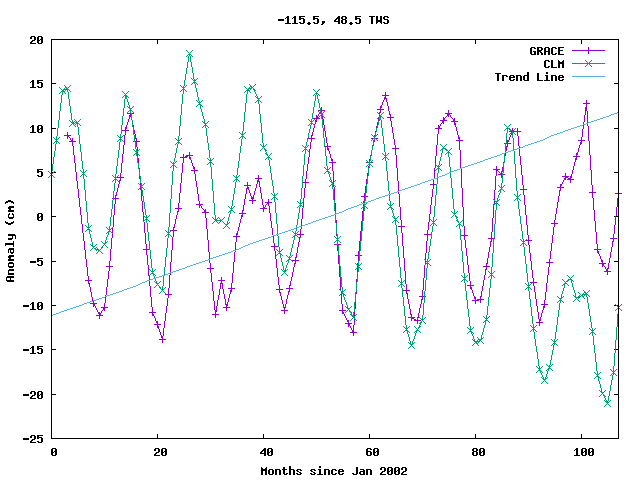 -115.5, 48.5 TWS
GRACE
CLM
Trend Line
20
15
10
5
0
-5
-10
-15
-20
-25
Anomaly (cm)
0 20 40 60 80 100
Months since Jan 2002